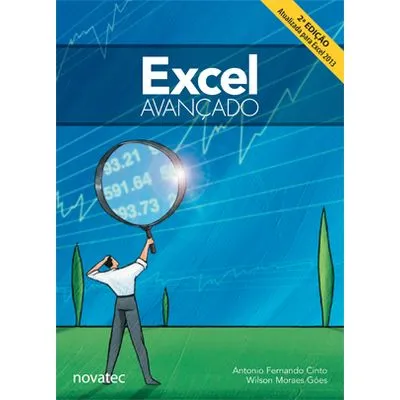 2ª EDIÇÃO
Atualizada para Excel 2013
Excel
AVANÇADO
93.21
591.64
693.73
Antonio Fernando Cinto
Wilson Moraes Góes
novatec